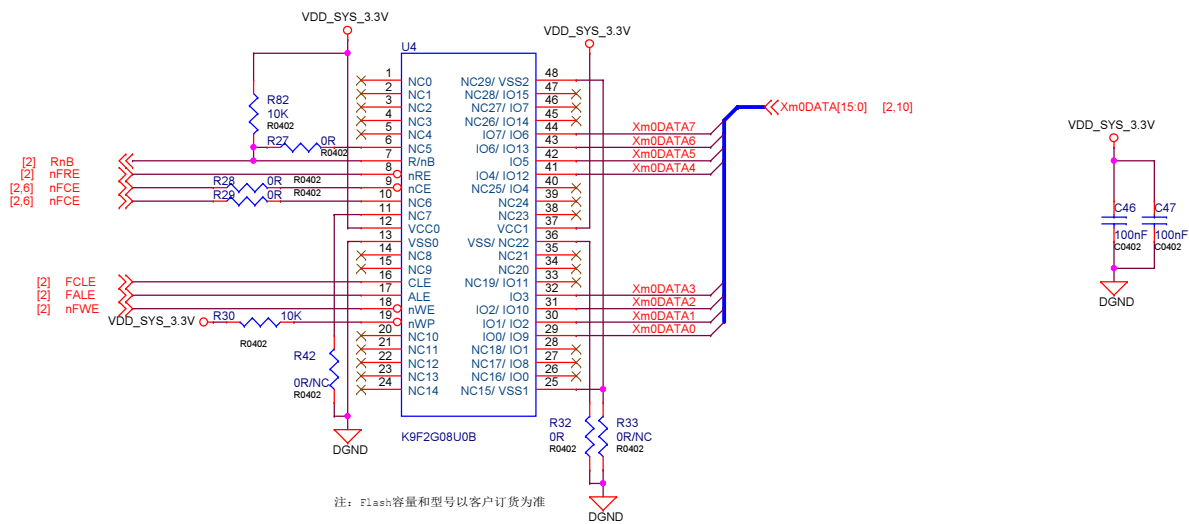 VDD_SYS_3.3V
VDD_SYS_3.3V
U4
1 NC0
2 NC1
3 NC2
4 NC3
5 NC4
6 NC5
7 R/nB
8 nRE
9 nCE
10 NC6
11 NC7
12 VCC0
13 VSS0
14 NC8
15 NC9
16 CLE
17 ALE
18 nWE
19 nWP
20 NC10
21 NC11
22 NC12
23 NC13
24 NC14
NC29/ VSS2 48
NC28/ IO15 47
NC27/ IO7 46
NC26/ IO14 45
IO7/ IO6 44 Xm0DATA7
IO6/ IO13 43 Xm0DATA6
IO5 42 Xm0DATA5
IO4/ IO12 41 Xm0DATA4
NC25/ IO4 40
NC24 39
NC23 38
VCC1 37
VSS/ NC22 36
NC21 35
NC20 34
NC19/ IO11 33
IO3 32 Xm0DATA3
IO2/ IO10 31 Xm0DATA2
IO1/ IO2 30 Xm0DATA1
IO0/ IO9 29 Xm0DATA0
NC18/ IO1 28
NC17/ IO8 27
NC16/ IO0 26
NC15/ VSS1 25
K9F2G08U0B
R82
10K
R0402
R27 0R
R0402
[2] RnB
[2] nFRE
[2,6] nFCE
[2,6] nFCE
R28 0R R0402
R29 0R R0402
[2] FCLE
[2] FALE
[2] nFWE
VDD_SYS_3.3V R30 10K
R0402
R42
0R/NC
R0402
DGND
R32
0R
R0402
R33
0R/NC
R0402
DGND
Xm0DATA[15:0] [2,10]
VDD_SYS_3.3V
C46
100nF
C0402
C47
100nF
C0402
DGND
注: Flash容量和型号以客户订货为准